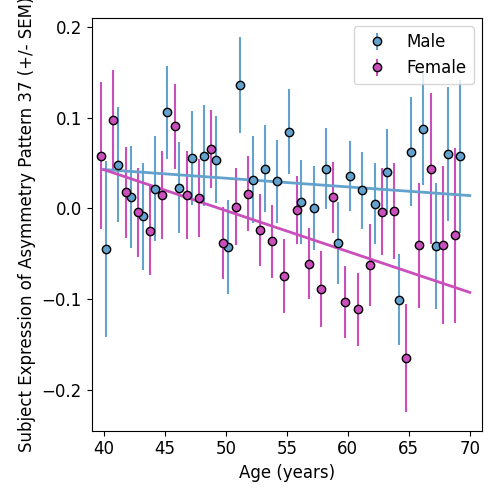 Male
Female
0.2
0.1
0.0
−0.1
−0.2
Subject Expression of Asymmetry Pattern 37 (+/- SEM)
40 45 50 55 60 65 70
Age (years)